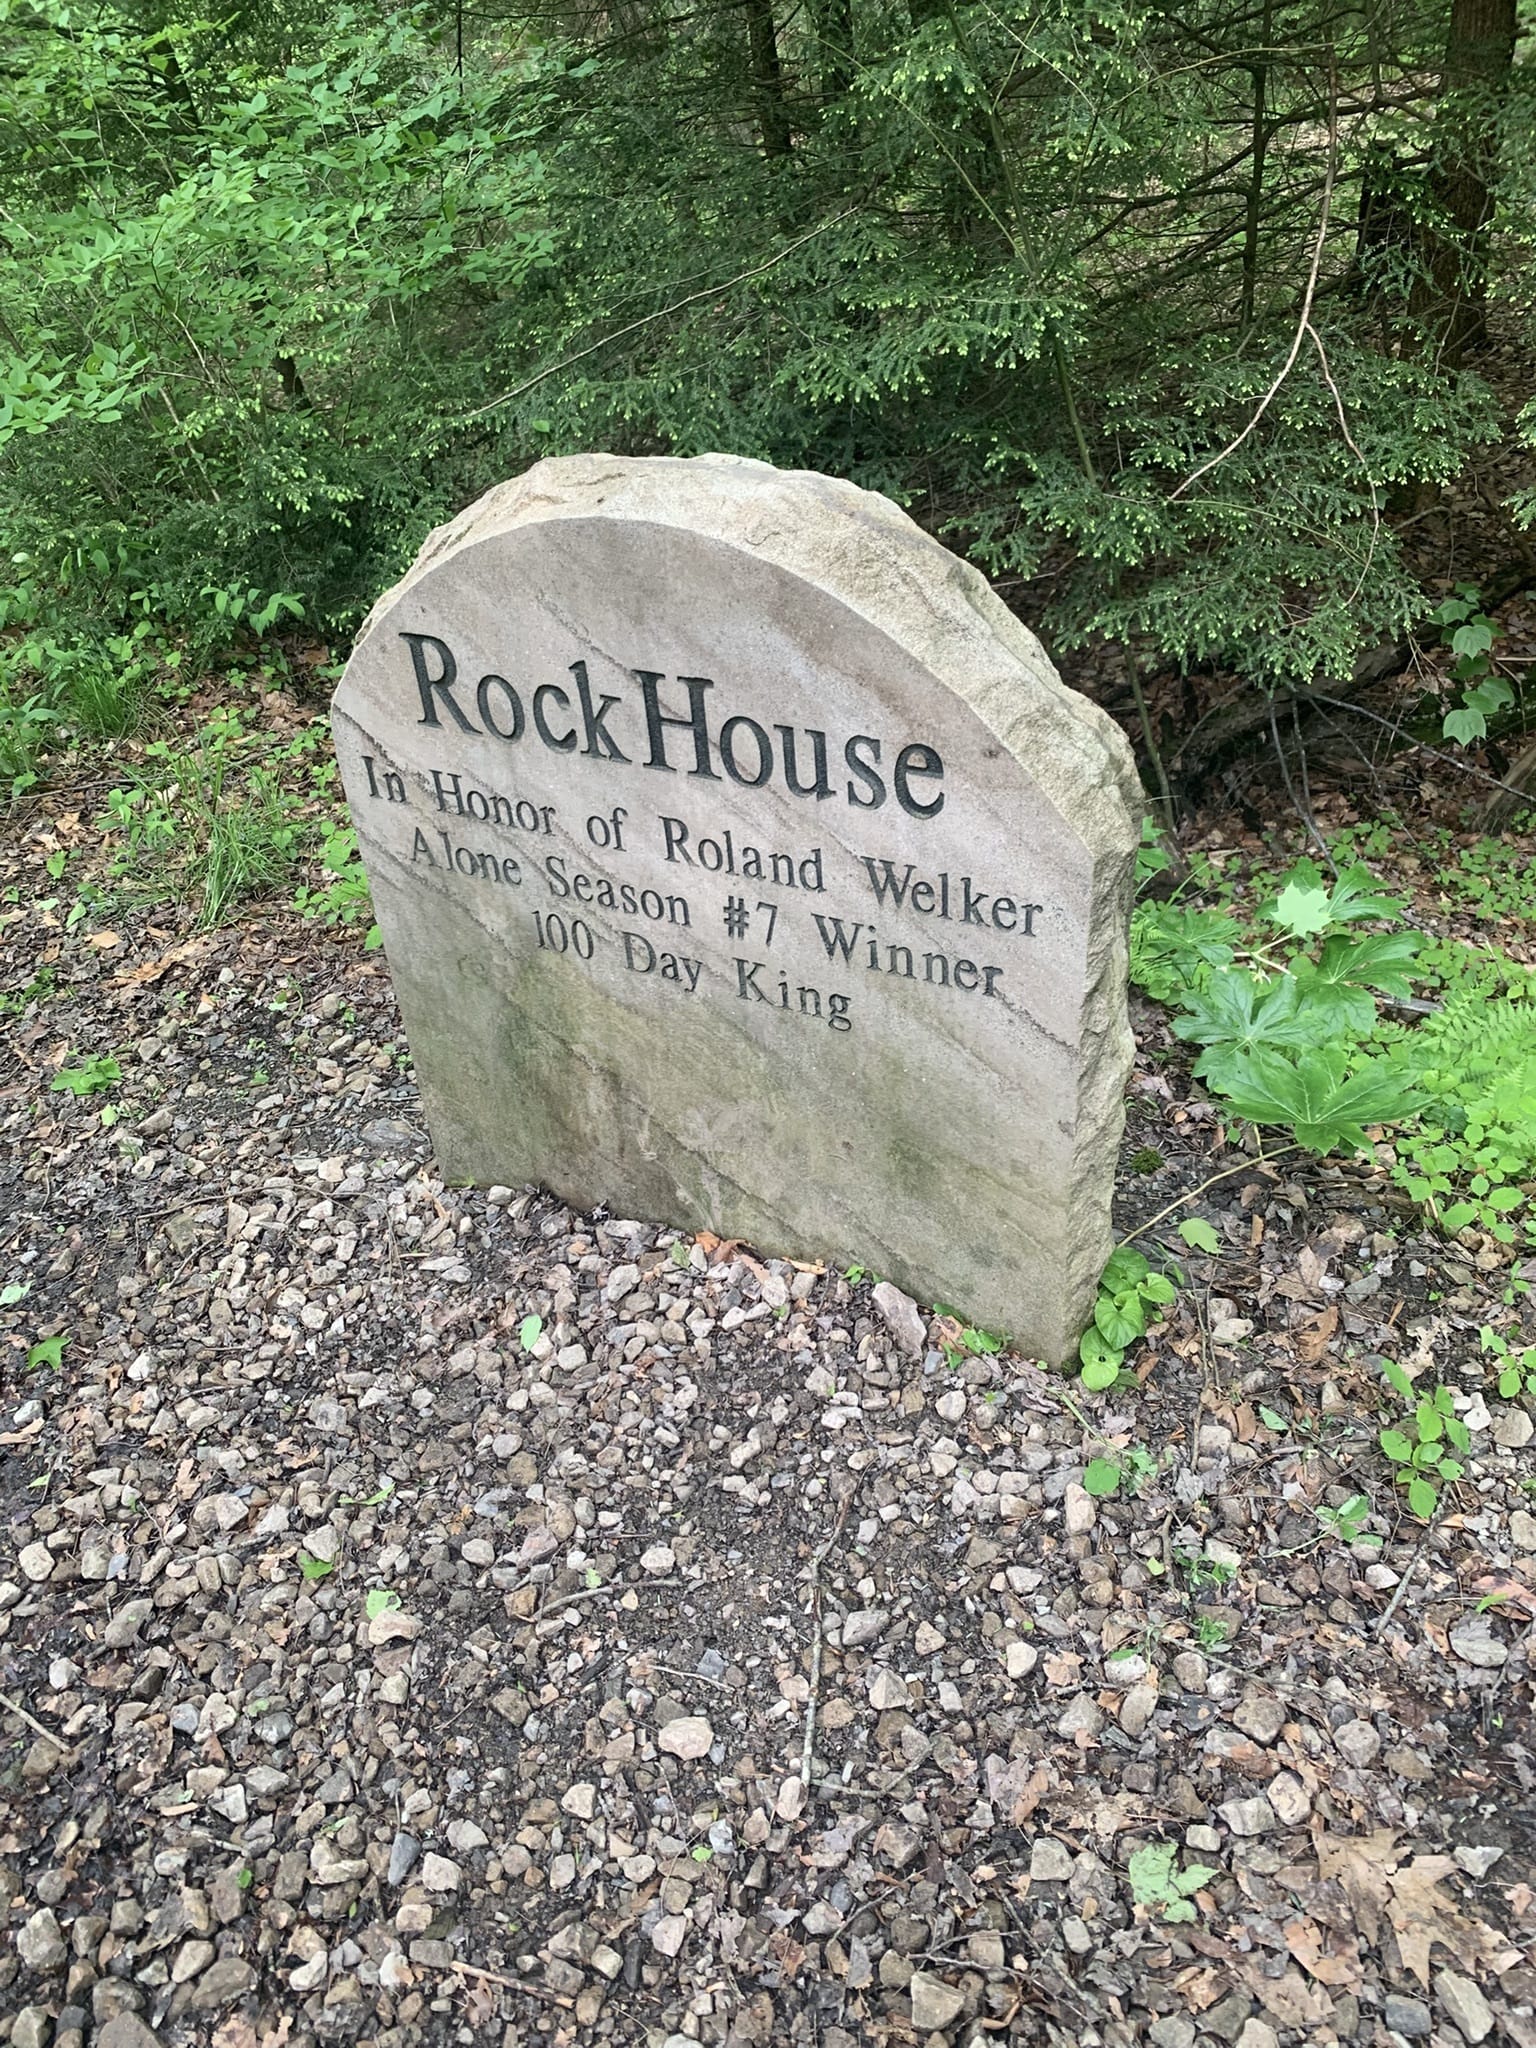 RockHouse
In Honor of Roland Welker
Alone Season #7 Winner
100 Day King